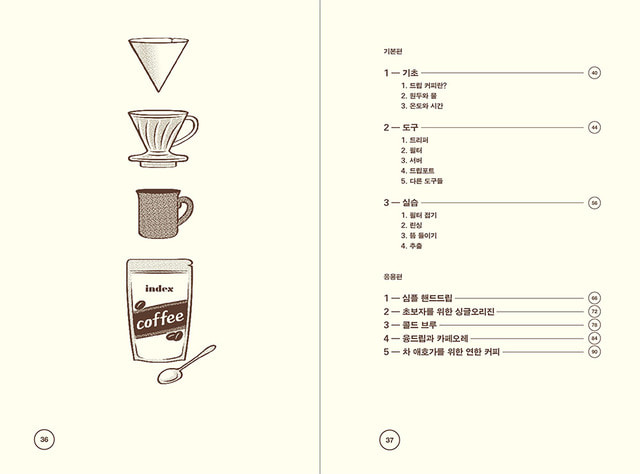 index
coffee
36
기본편
1 — 기초 40
1. 드립 커피란?
2. 원두와 물
3. 온도와 시간
2 — 도구 44
1. 드리퍼
2. 필터
3. 서버
4. 드립포트
5. 다른 도구들
3 — 실습 56
1. 필터 접기
2. 린싱
3. 뜸 들이기
4. 추출
응용편
1 — 심플 핸드드립 66
2 — 초보자를 위한 싱글오리진 72
3 — 콜드 브루 78
4 — 융드립과 카페오레 84
5 — 차 애호가를 위한 연한 커피 90
37